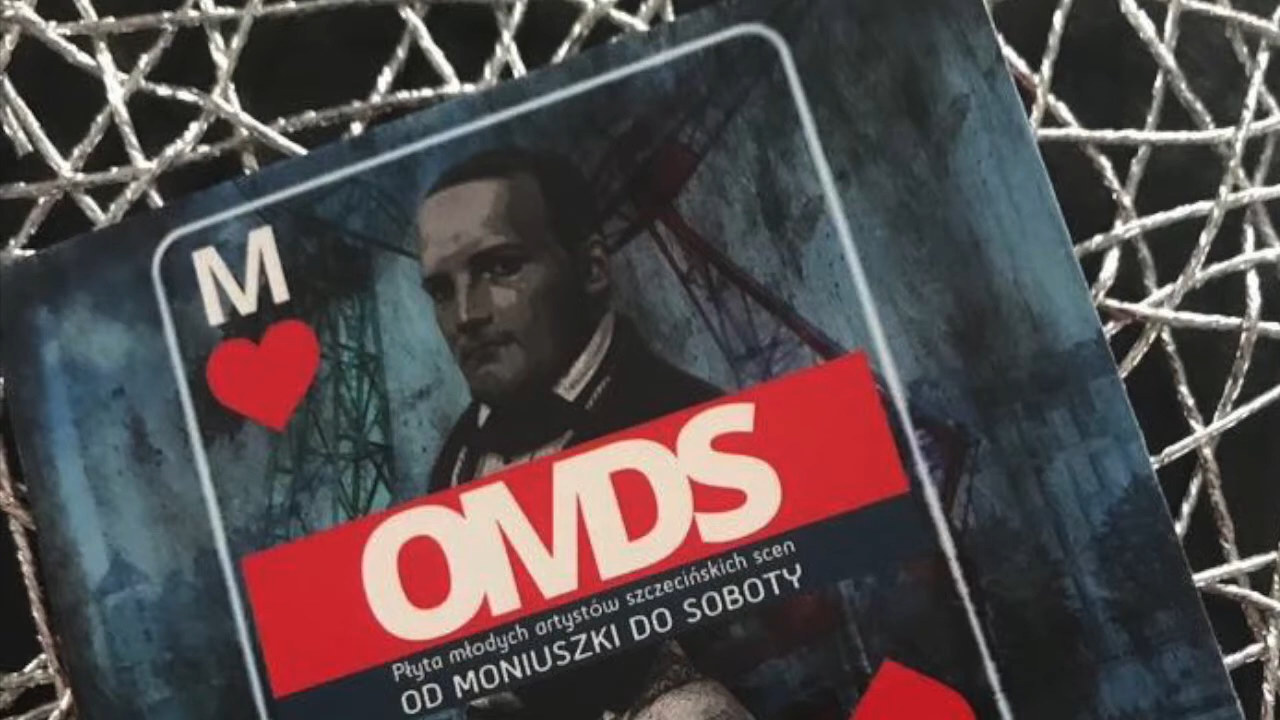 M
OMDS
Płyta młodych artystów szczecińskich scen
OD MONIUSZKI DO SOBOTY